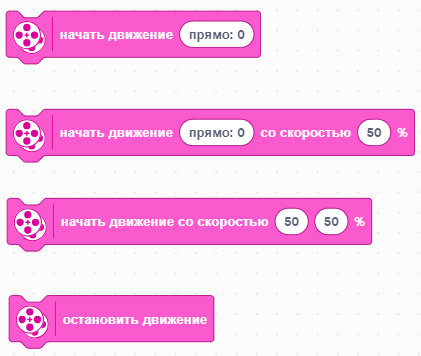 начать движение прямо: 0
начать движение прямо: 0 со скоростью 50 %
начать движение со скоростью 50 50 %
остановить движение